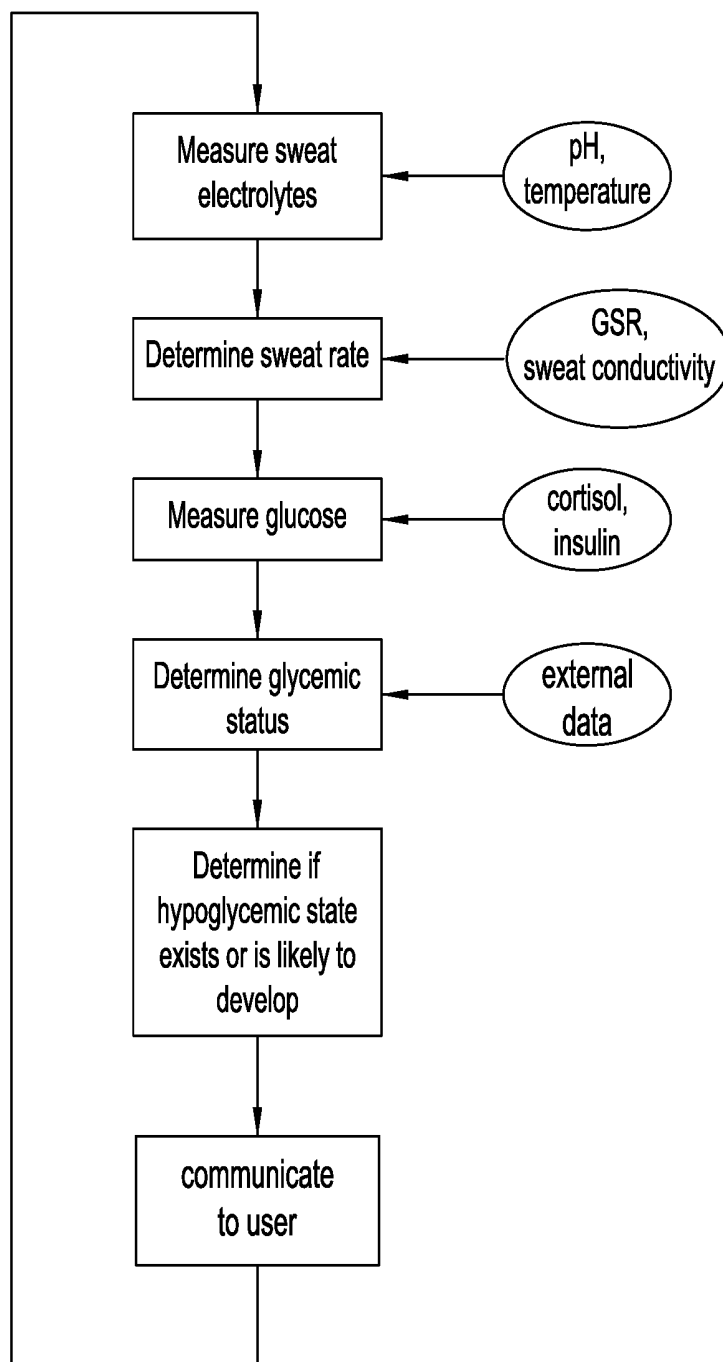 Measure sweat
electrolytes
pH,
temperature
Determine sweat rate
GSR,
sweat conductivity
Measure glucose
cortisol,
insulin
Determine glycemic
status
external
data
Determine if
hypoglycemic state
exists or is likely to
develop
communicate
to user